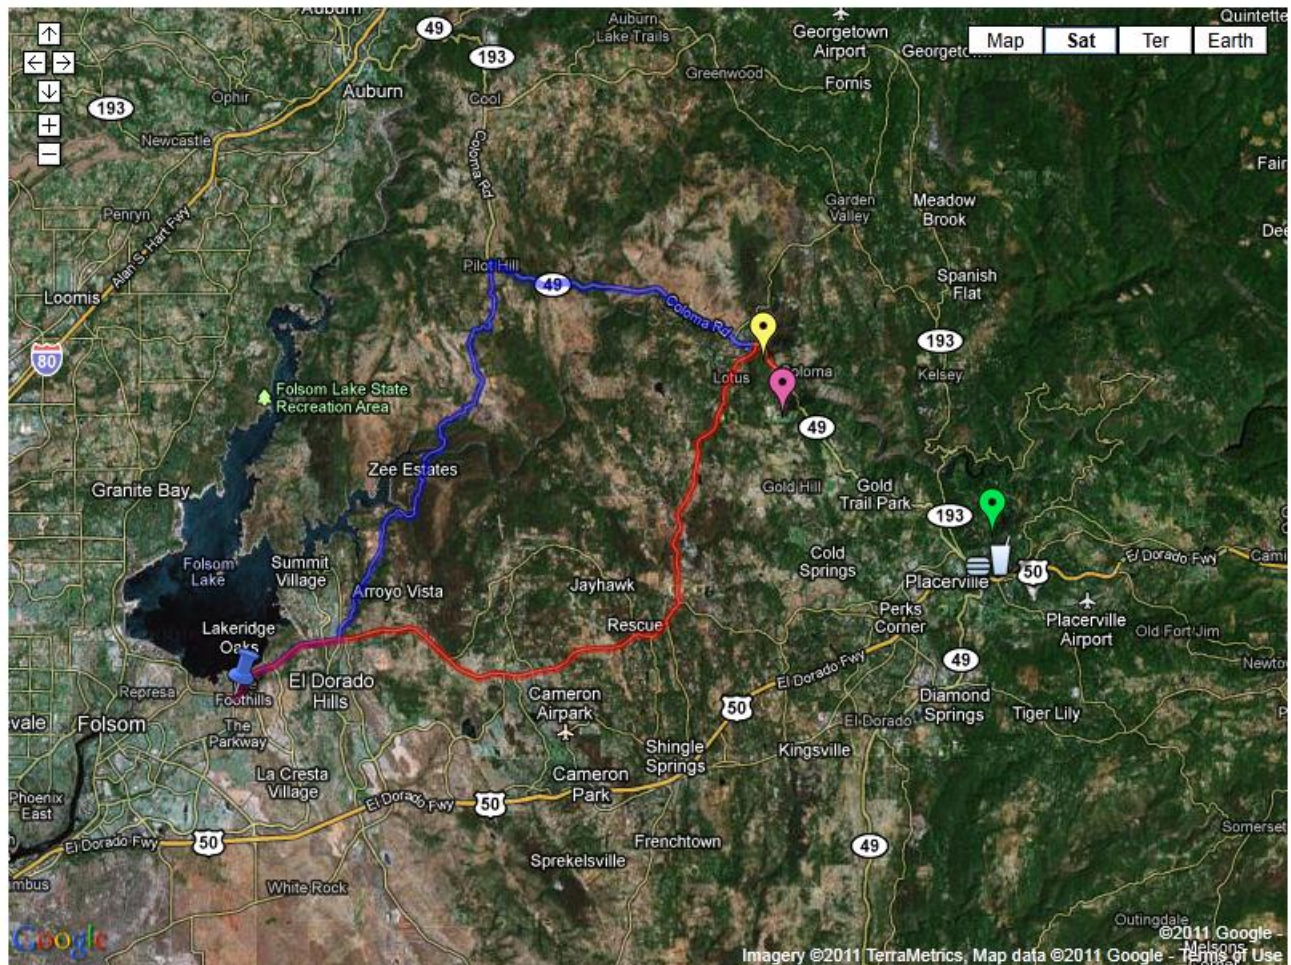 Auburn
49
193
Auburn
Lake Trails
Georgetown
Airport
Quintette
Map
Sat
Ter
Earth
Greenwood
Fornis
193
Ophir
Auburn
Cool
Newcastle
Coloma Rd
Fair
Penryn
Alan S Hart Fwy
Garden
Valley
Meadow
Brook
Dee
Pilot Hill
49
Loomis
Spanish
Flat
Coloma Rd
80
193
Lotus
Coloma
Kelsey
Folsom Lake State
Recreation Area
49
Zee Estates
Granite Bay
Gold Hill
Gold
Trail Park
193
Folsom
Lake
Summit
Village
Jayhawk
Cold
Springs
Placerville
50
El Dorado Fwy
Cami
Arroyo Vista
Lakeridge
Oaks
Rescue
Perks
Corner
Placerville
Airport
Old Fort Jim
Represa
Foothills
El Dorado
Hills
Cameron
Airpark
El Dorado Fwy
49
Newto
vale
Folsom
The
Parkway
50
Diamond
Springs
Tiger Lily
El Dorado
Shingle
Springs
Kingsville
La Cresta
Village
Cameron
Park
Phoenix
East
El Dorado Fwy
50
El Dorado Fwy
50
Frenchtown
49
Somerset
Sprekelsville
mbus
White Rock
Outingdale
Google
©2011 Google -
Melsons
Imagery ©2011 TerraMetrics, Map data ©2011 Google - Terms of Use